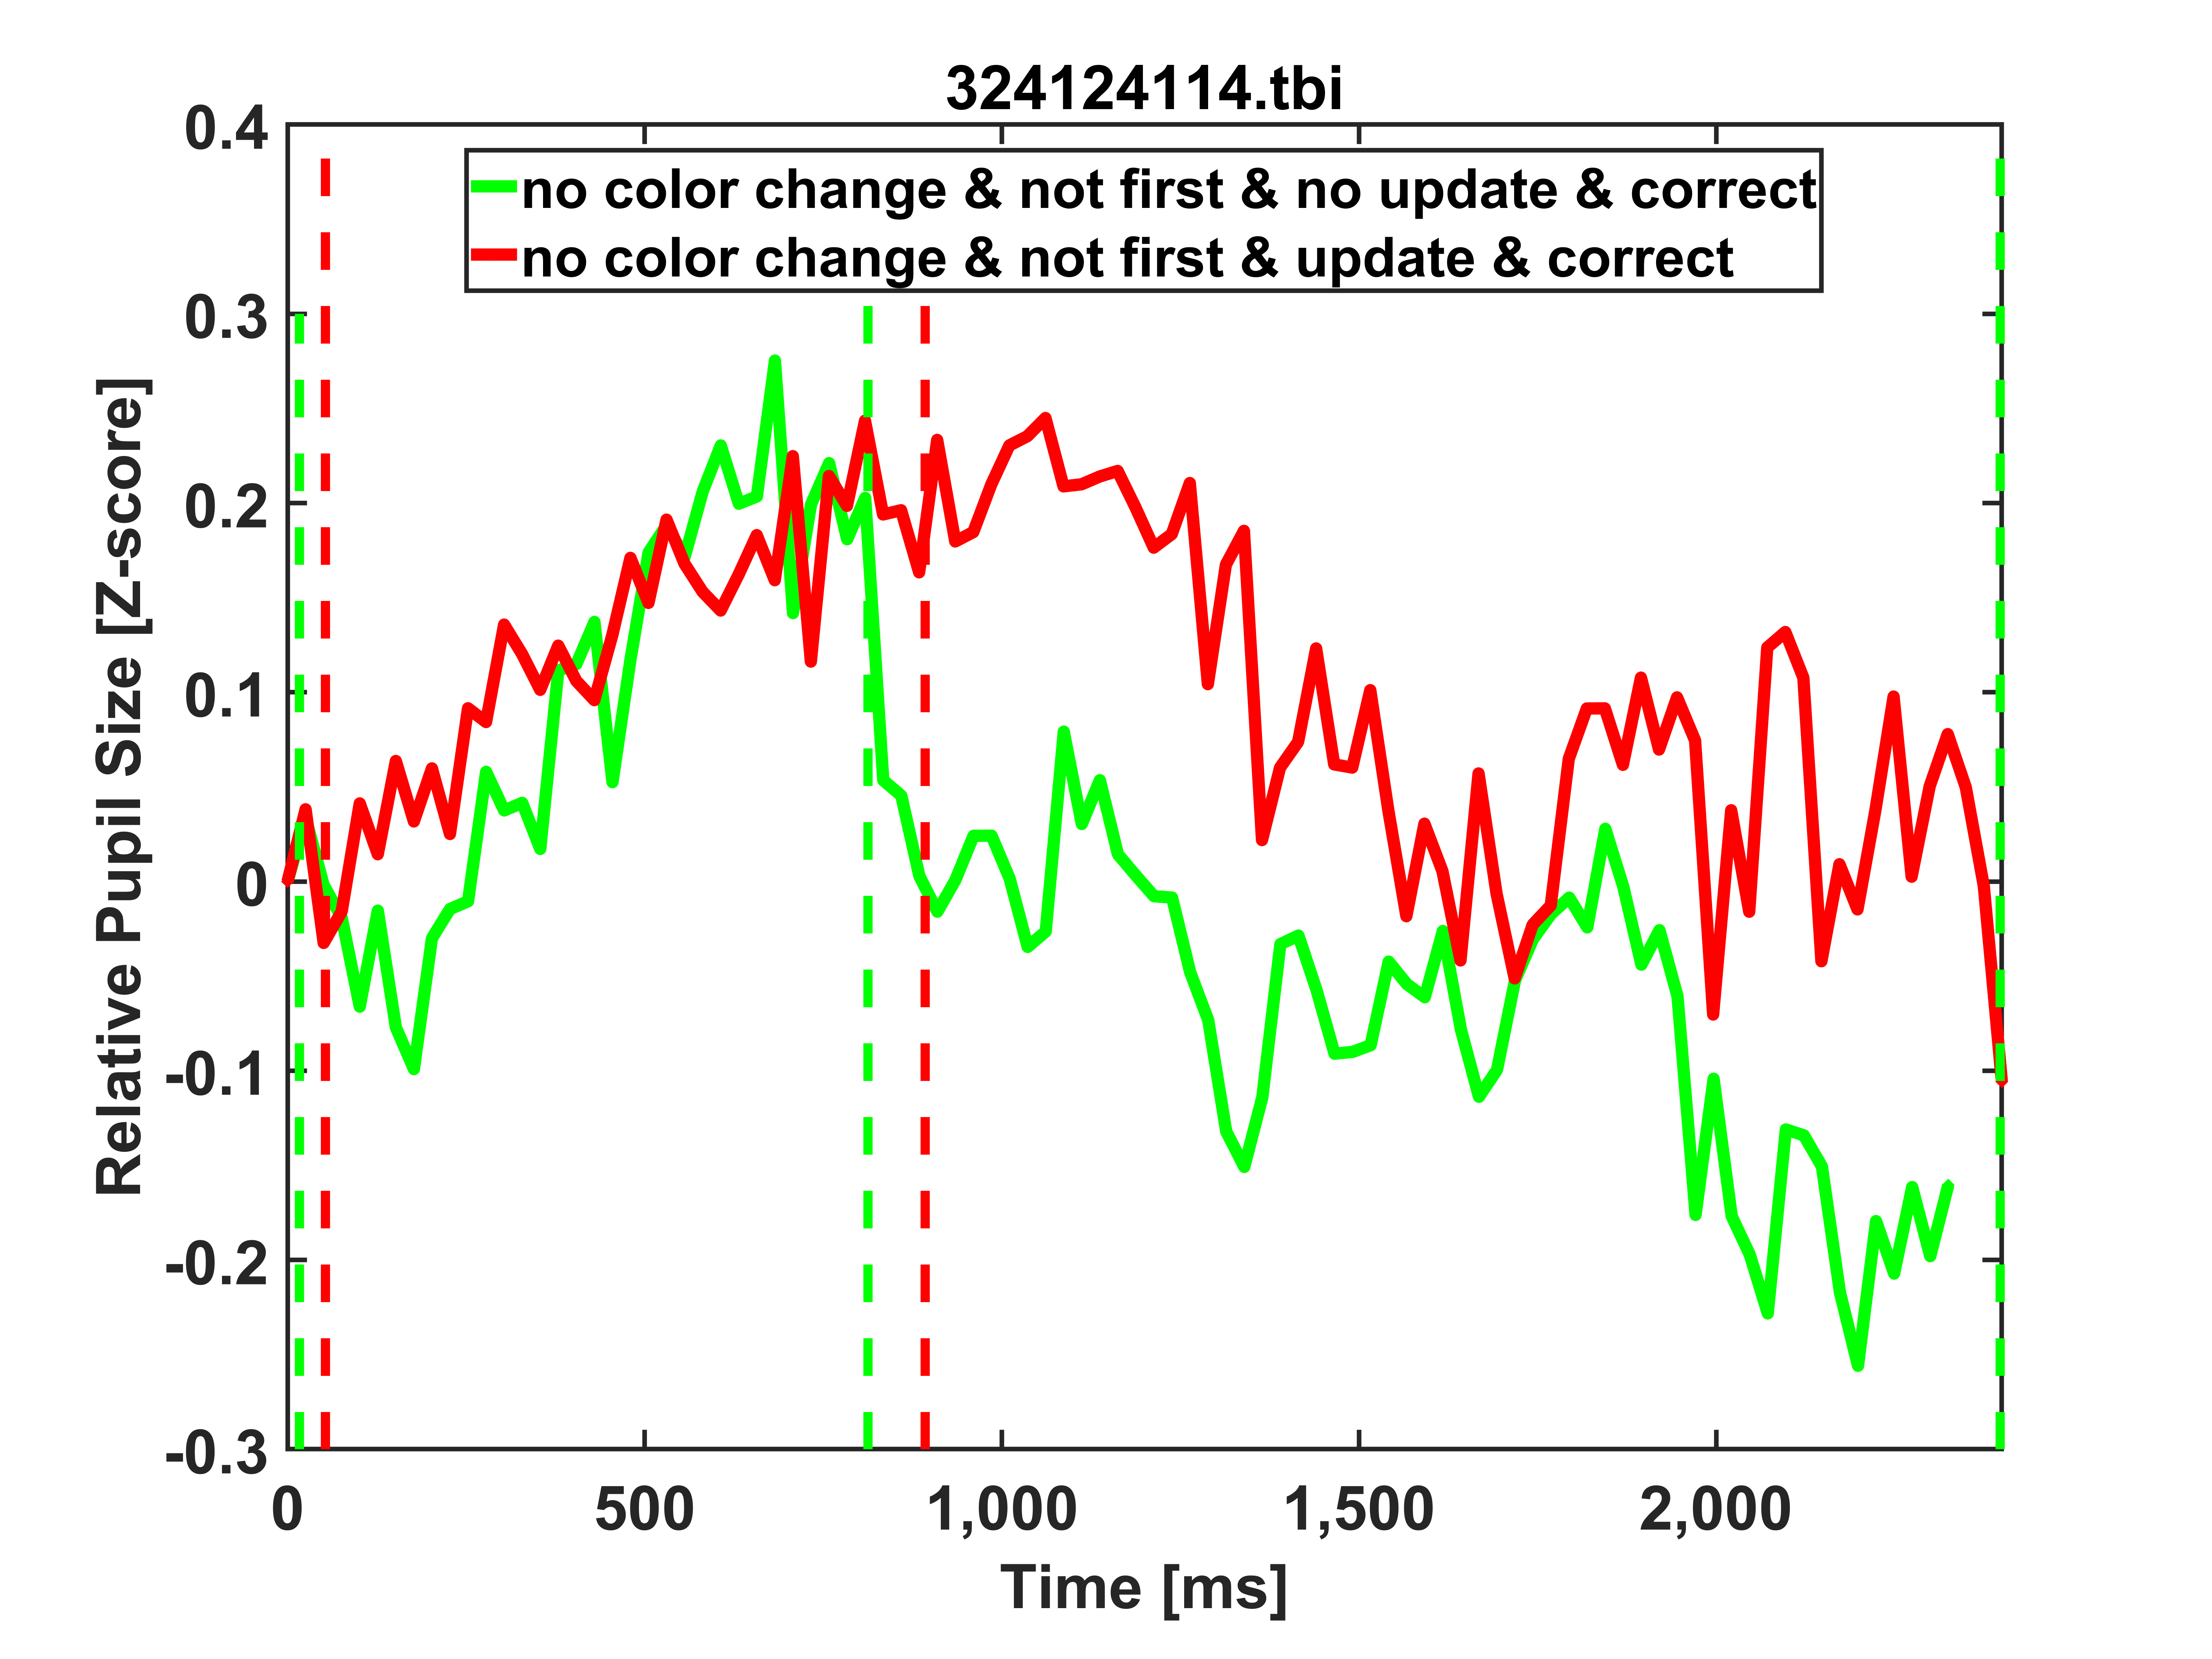 324124114.tbi
no color change & not first & no update & correct
no color change & not first & update & correct
Relative Pupil Size [Z-score]
0.4
0.3
0.2
0.1
0
-0.1
-0.2
-0.3
0
500
1,000
1,500
2,000
Time [ms]